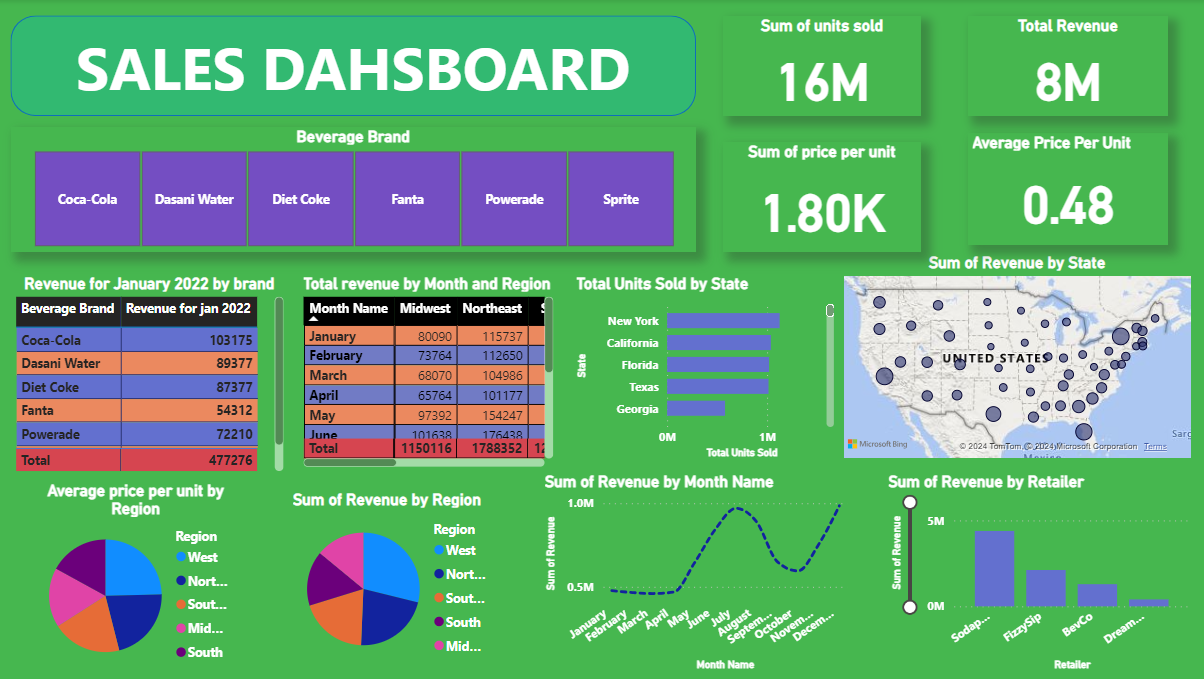 SALES DAHSBOARD
Sum of units sold
16M
Total Revenue
8M
Beverage Brand
Coca-Cola
Dasani Water
Diet Coke
Fanta
Powerade
Sprite
Sum of price per unit
1.80K
Average Price Per Unit
0.48
Revenue for January 2022 by brand
Beverage Brand Revenue for jan 2022
Coca-Cola 103175
Dasani Water 89377
Diet Coke 87377
Fanta 54312
Powerade 72210
Total 477276
Total revenue by Month and Region
Month Name Midwest Northeast S
January 80090 115737
February 73764 112650
March 68070 104986
April 65764 101177
May 97392 154247
June 101638 176438
Total 1150116 1788352 12
Total Units Sold by State
State
New York
California
Florida
Texas
Georgia
0M 1M
Total Units Sold
Sum of Revenue by State
UNITED STATES
Microsoft Bing
© 2024 TomTom, © 2024 Microsoft Corporation Terms
Sarg
Mexico
Average price per unit by
Region
Region
West
Nort...
Sout...
Mid...
South
Sum of Revenue by Region
Region
West
Nort...
Sout...
South
Mid...
Sum of Revenue by Month Name
Sum of Revenue
1.0M
0.5M
January
February
March
April
May
June
July
August
Septem...
October
Novem...
Decem...
Month Name
Sum of Revenue by Retailer
Sum of Revenue
5M
0M
Sodap...
FizzySip
BevCo
Dream...
Retailer